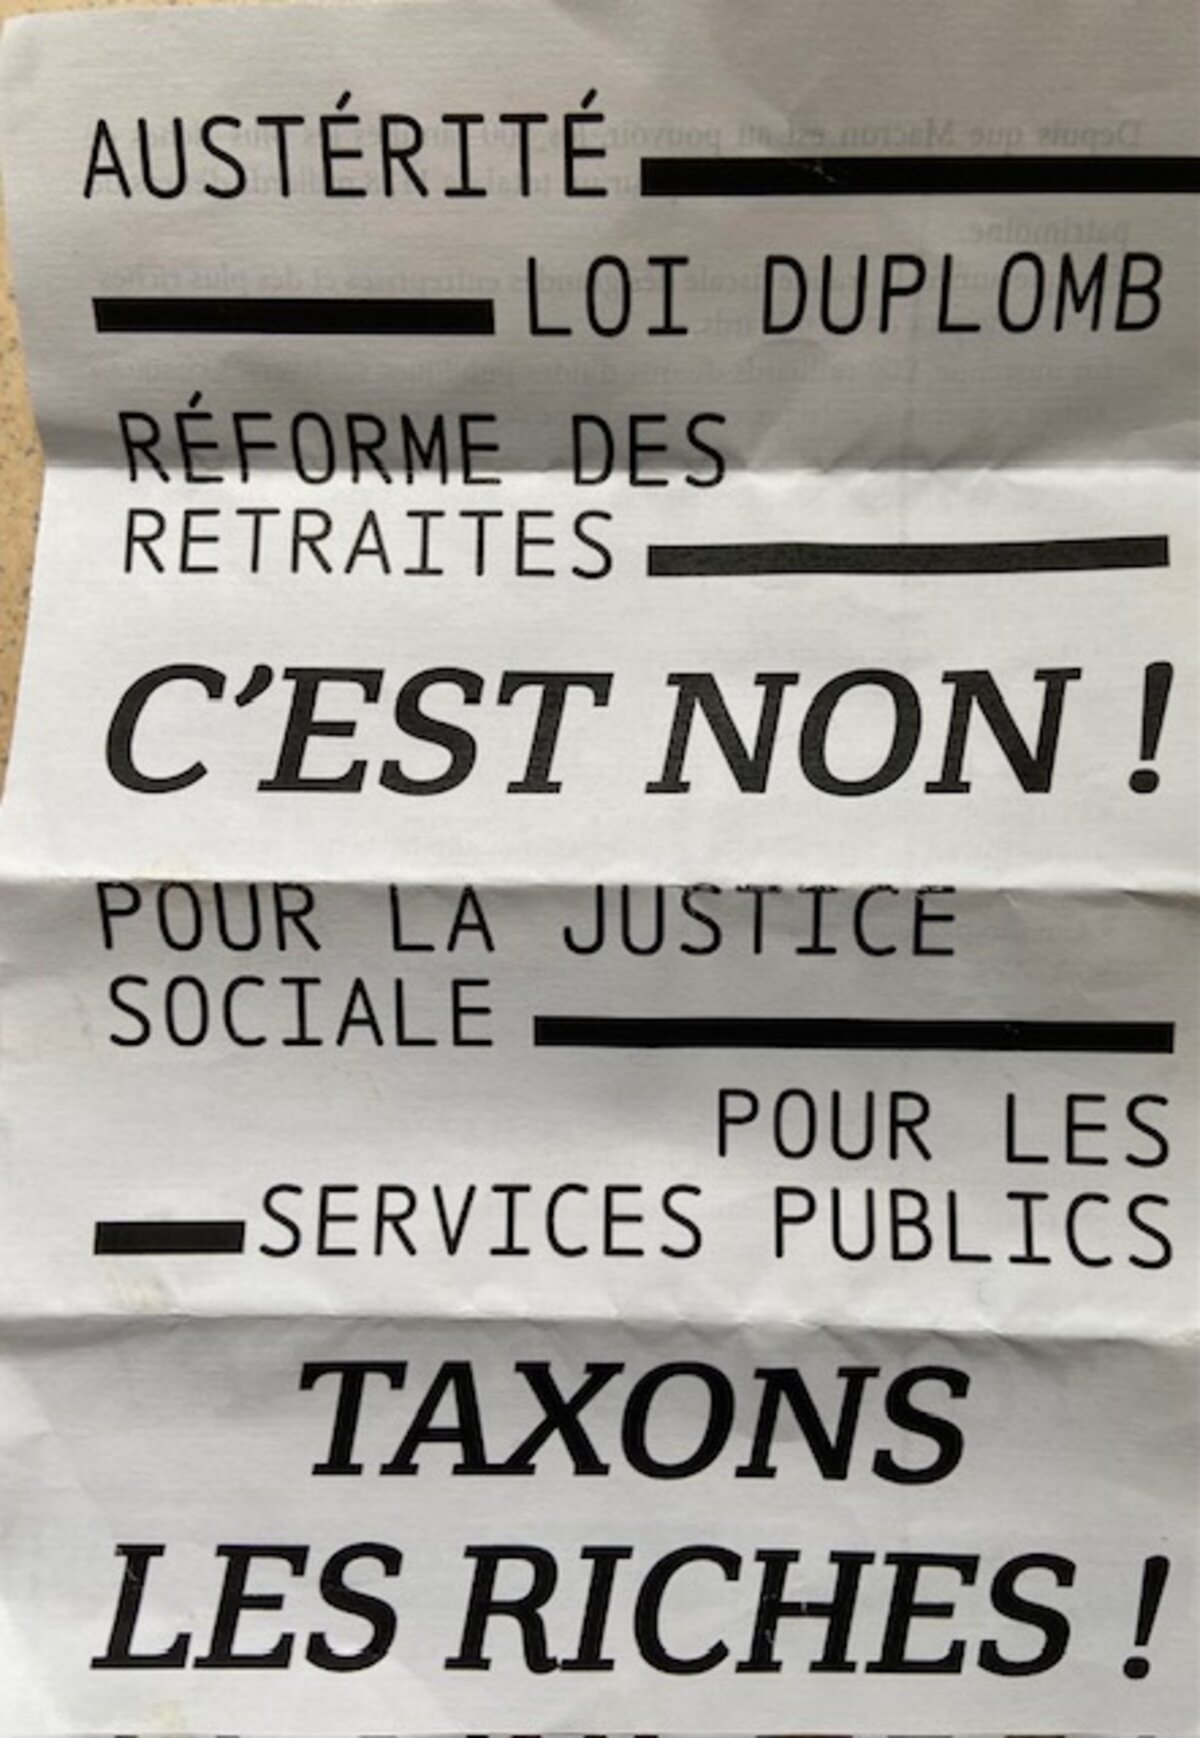 AUSTÉRITÉ
LOI DUPLOMB
RÉFORME DES
RETRAITES
C'EST NON !
POUR LA JUSTICE
SOCIALE
POUR LES
SERVICES PUBLICS
TAXONS
LES RICHES !